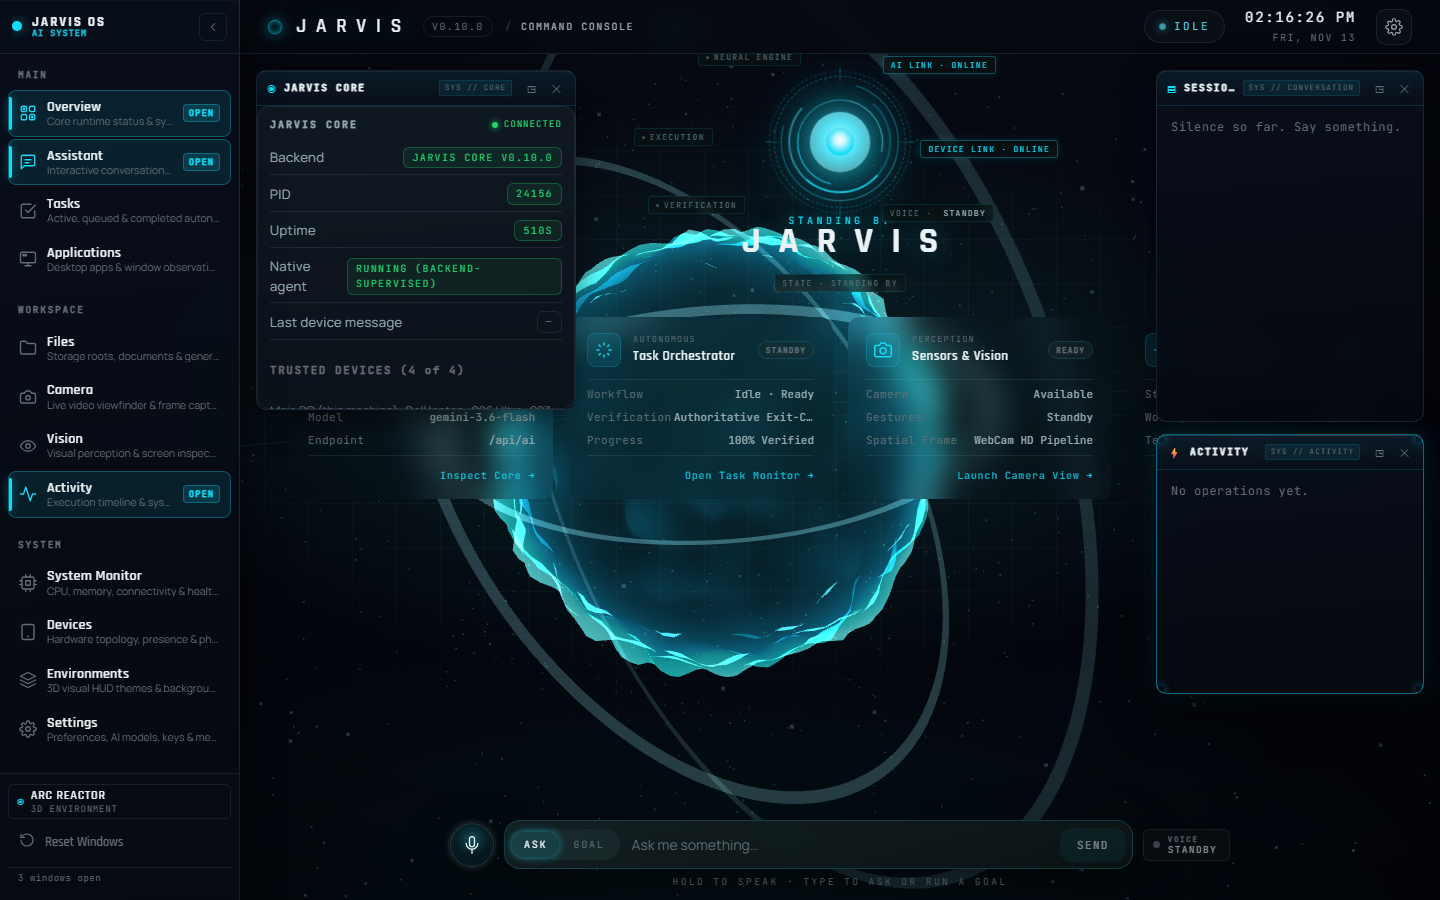 JARVIS OS
AI SYSTEM
MAIN
Overview
Core runtime status & sy...
OPEN
Assistant
Interactive conversation...
OPEN
Tasks
Active, queued & completed auton...
Applications
Desktop apps & window observati...
WORKSPACE
Files
Storage roots, documents & gener...
Camera
Live video viewfinder & frame capt...
Vision
Visual perception & screen inspec...
Activity
Execution timeline & sys...
OPEN
SYSTEM
System Monitor
CPU, memory, connectivity & healt...
Devices
Hardware topology, presence & ph...
Environments
3D visual HUD themes & backgrou...
Settings
Preferences, AI models, keys & me...
ARC REACTOR
3D ENVIRONMENT
Reset Windows
3 windows open
JARVIS
V0.10.0
/ COMMAND CONSOLE
IDLE
02:16:26 PM
FRI, NOV 13
JARVIS CORE
SYS // CORE
JARVIS CORE
CONNECTED
Backend
JARVIS CORE V0.10.0
PID
24156
Uptime
510S
Native agent
RUNNING (BACKEND-SUPERVISED)
Last device message
—
TRUSTED DEVICES (4 of 4)
Model
gemini-3.6-flash
Endpoint
/api/ai
Inspect Core →
NEURAL ENGINE
AI LINK · ONLINE
EXECUTION
DEVICE LINK · ONLINE
VERIFICATION
VOICE · STANDBY
STANDING B
JARVIS
STATE · STANDING BY
AUTONOMOUS
Task Orchestrator
STANDBY
Workflow
Idle · Ready
Verification
Authoritative Exit-C...
Progress
100% Verified
Open Task Monitor →
PERCEPTION
Sensors & Vision
READY
Camera
Available
Gestures
Standby
Spatial Frame
WebCam HD Pipeline
Launch Camera View →
St
Wo
Te
SESSIO...
SYS // CONVERSATION
Silence so far. Say something.
ACTIVITY
SYS // ACTIVITY
No operations yet.
ASK
GOAL
Ask me something...
SEND
VOICE
STANDBY
HOLD TO SPEAK · TYPE TO ASK OR RUN A GOAL